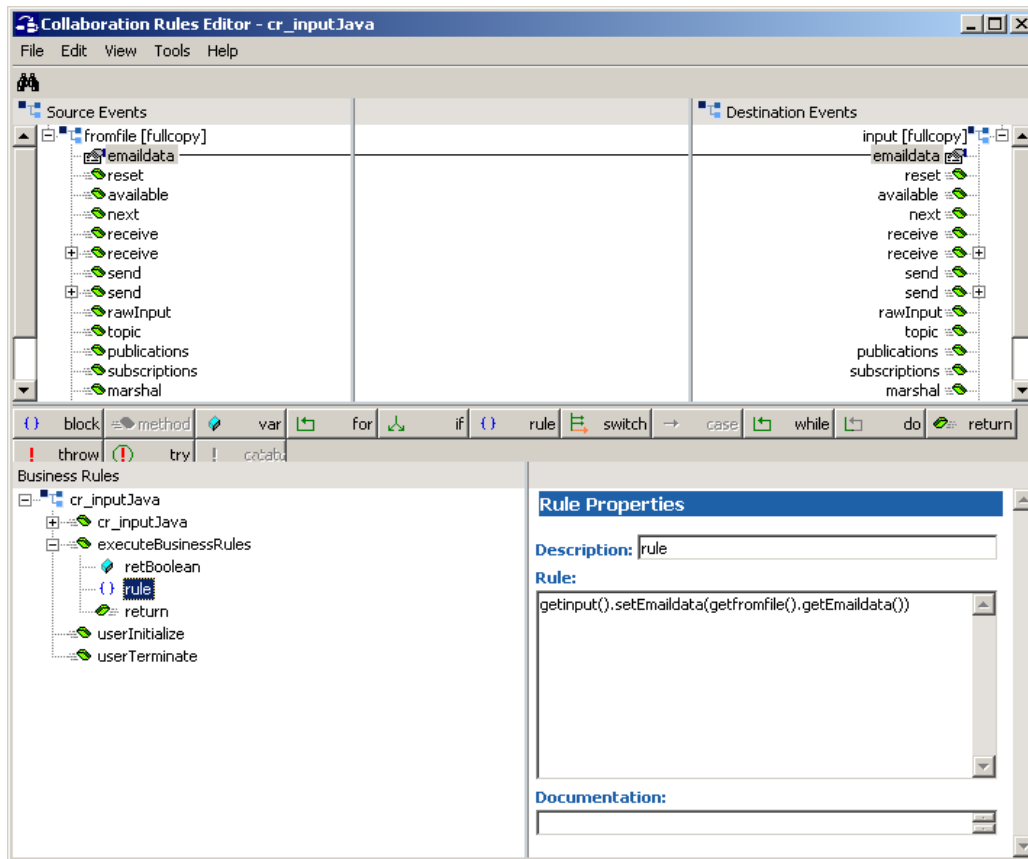 Collaboration Rules Editor - cr_inputJava
File Edit View Tools Help
Source Events
Destination Events
fromfile [fullcopy]
input [fullcopy]
emaildata
emaildata
reset
reset
available
available
next
next
receive
receive
receive
receive
send
send
send
send
rawInput
rawInput
topic
topic
publications
publications
subscriptions
subscriptions
marshal
marshal
{} block method var for if {} rule switch case while do return
throw try
Business Rules
cr_inputJava
cr_inputJava
executeBusinessRules
retBoolean
{} rule
return
userInitialize
userTerminate
Rule Properties
Description: rule
Rule:
getinput().setEmaildata(getfromfile().getEmaildata())
Documentation: